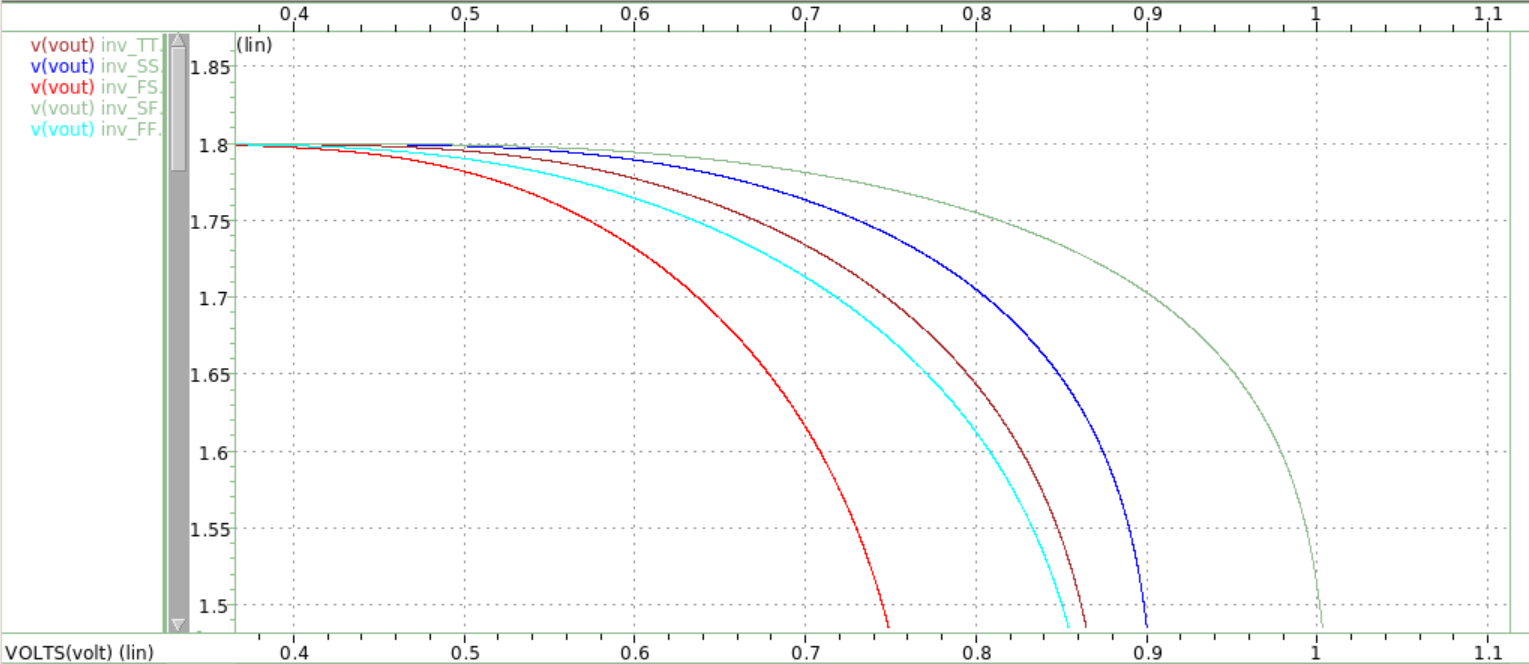 0.4 0.5 0.6 0.7 0.8 0.9 1 1.1
v(vout) inv_TT.
v(vout) inv_SS.
v(vout) inv_FS.
v(vout) inv_SF.
v(vout) inv_FF.
(lin)
1.85
1.8
1.75
1.7
1.65
1.6
1.55
1.5
VOLTS(volt) (lin) 0.4 0.5 0.6 0.7 0.8 0.9 1 1.1